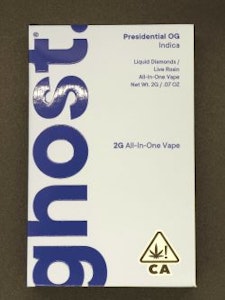 ghost.®
Presidential OG
Indica
Liquid Diamonds /
Live Rosin
All-In-One Vape
Net Wt. 2G / .07 OZ
2G All-In-One Vape
!
CA